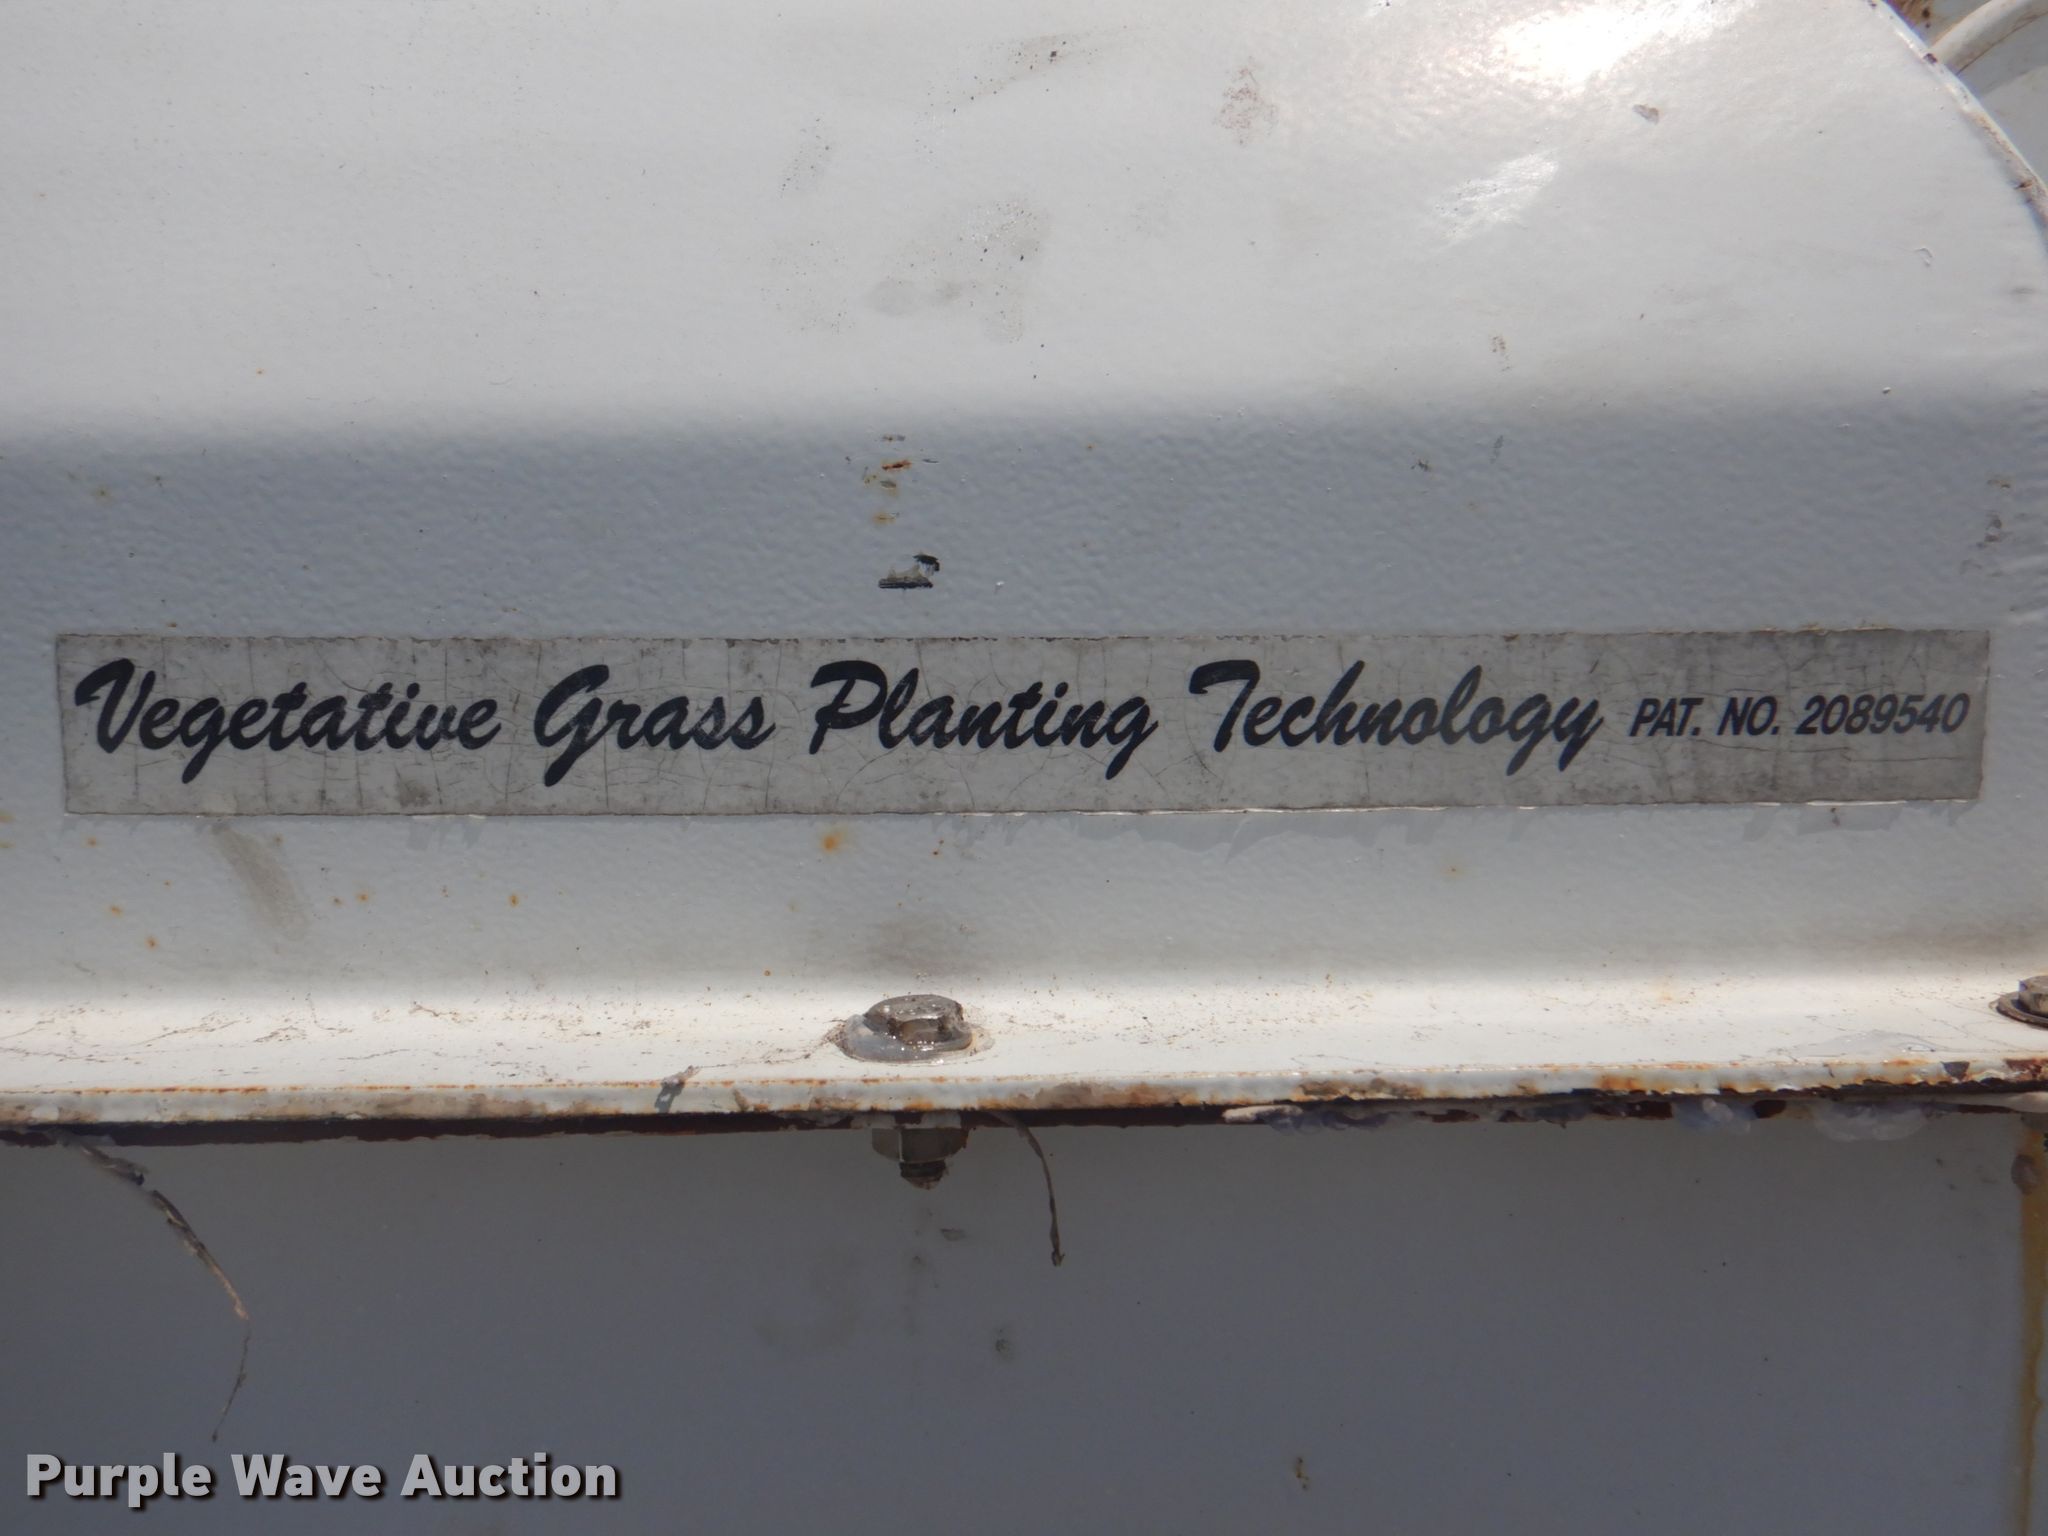 Vegetative Grass Planting Technology PAT. NO. 2089540
Purple Wave Auction